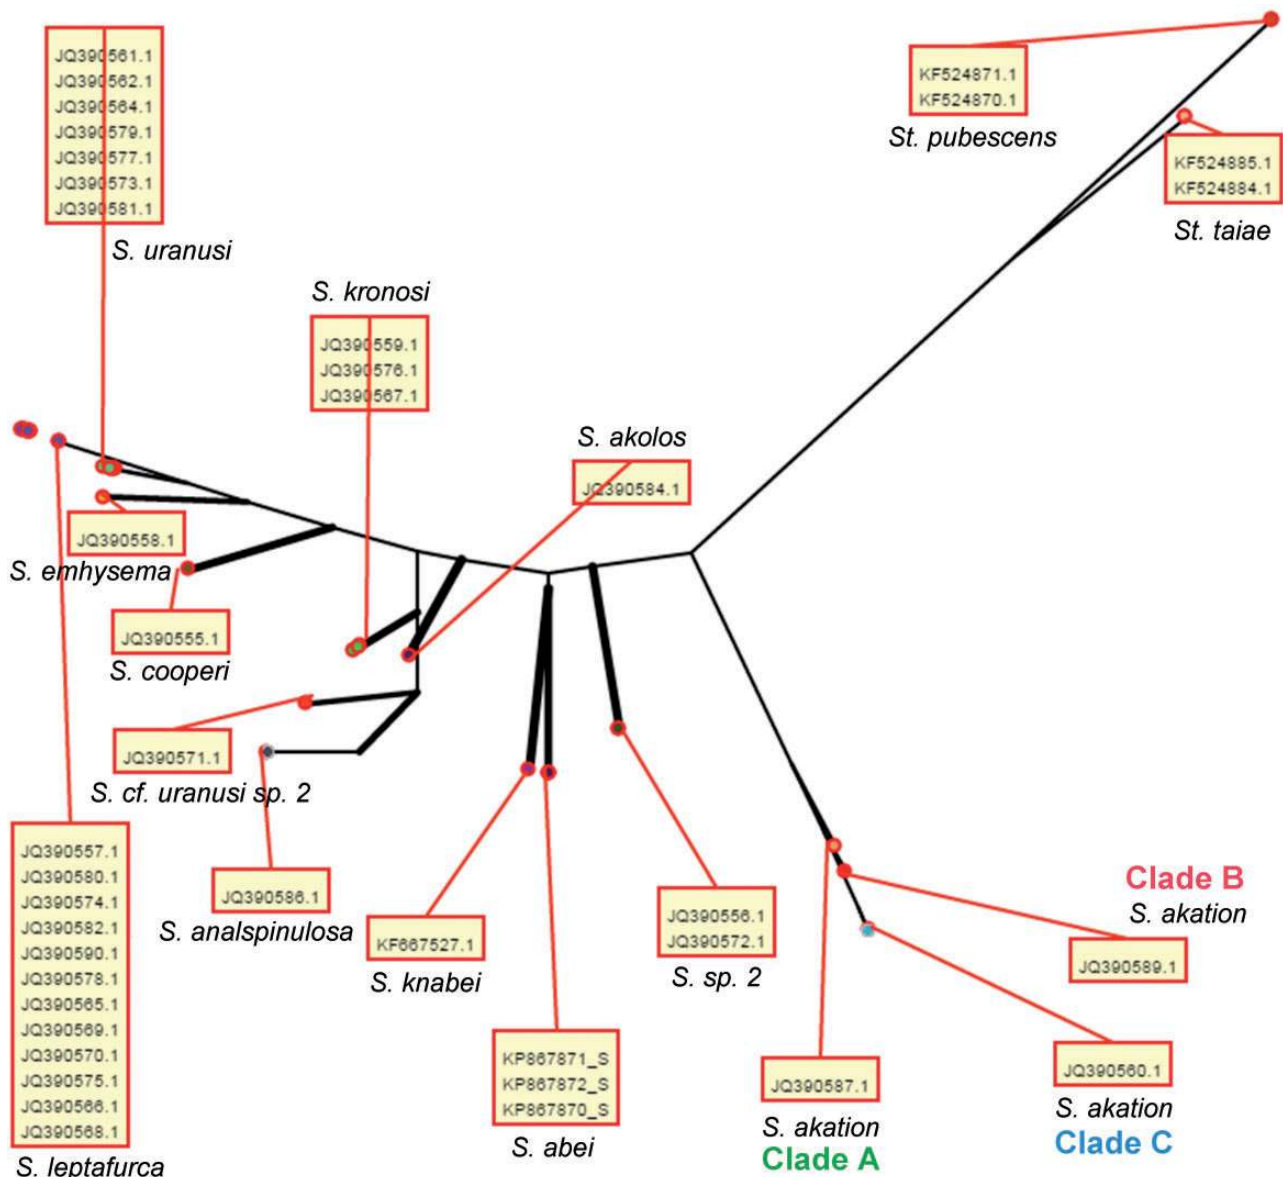 JQ390561.1
JQ390562.1
JQ390564.1
JQ390579.1
JQ390577.1
JQ390573.1
JQ390581.1
S. uranusi
KF524871.1
KF524870.1
St. pubescens
KF524885.1
KF524884.1
St. taiae
S. kronosi
JQ390559.1
JQ390576.1
JQ390567.1
S. akolos
JQ390584.1
JQ390558.1
S. emhysema
JQ390555.1
S. cooperi
JQ390571.1
S. cf. uranusi sp. 2
JQ390557.1
JQ390580.1
JQ390574.1
JQ390582.1
JQ390590.1
JQ390578.1
JQ390565.1
JQ390569.1
JQ390570.1
JQ390575.1
JQ390566.1
JQ390568.1
S. leptafurca
JQ390586.1
S. analspinulosa
KF667527.1
S. knabei
KP867871_S
KP867872_S
KP867870_S
S. abei
JQ390556.1
JQ390572.1
S. sp. 2
JQ390587.1
S. akation
Clade A
Clade B
S. akation
JQ390589.1
JQ390560.1
S. akation
Clade C